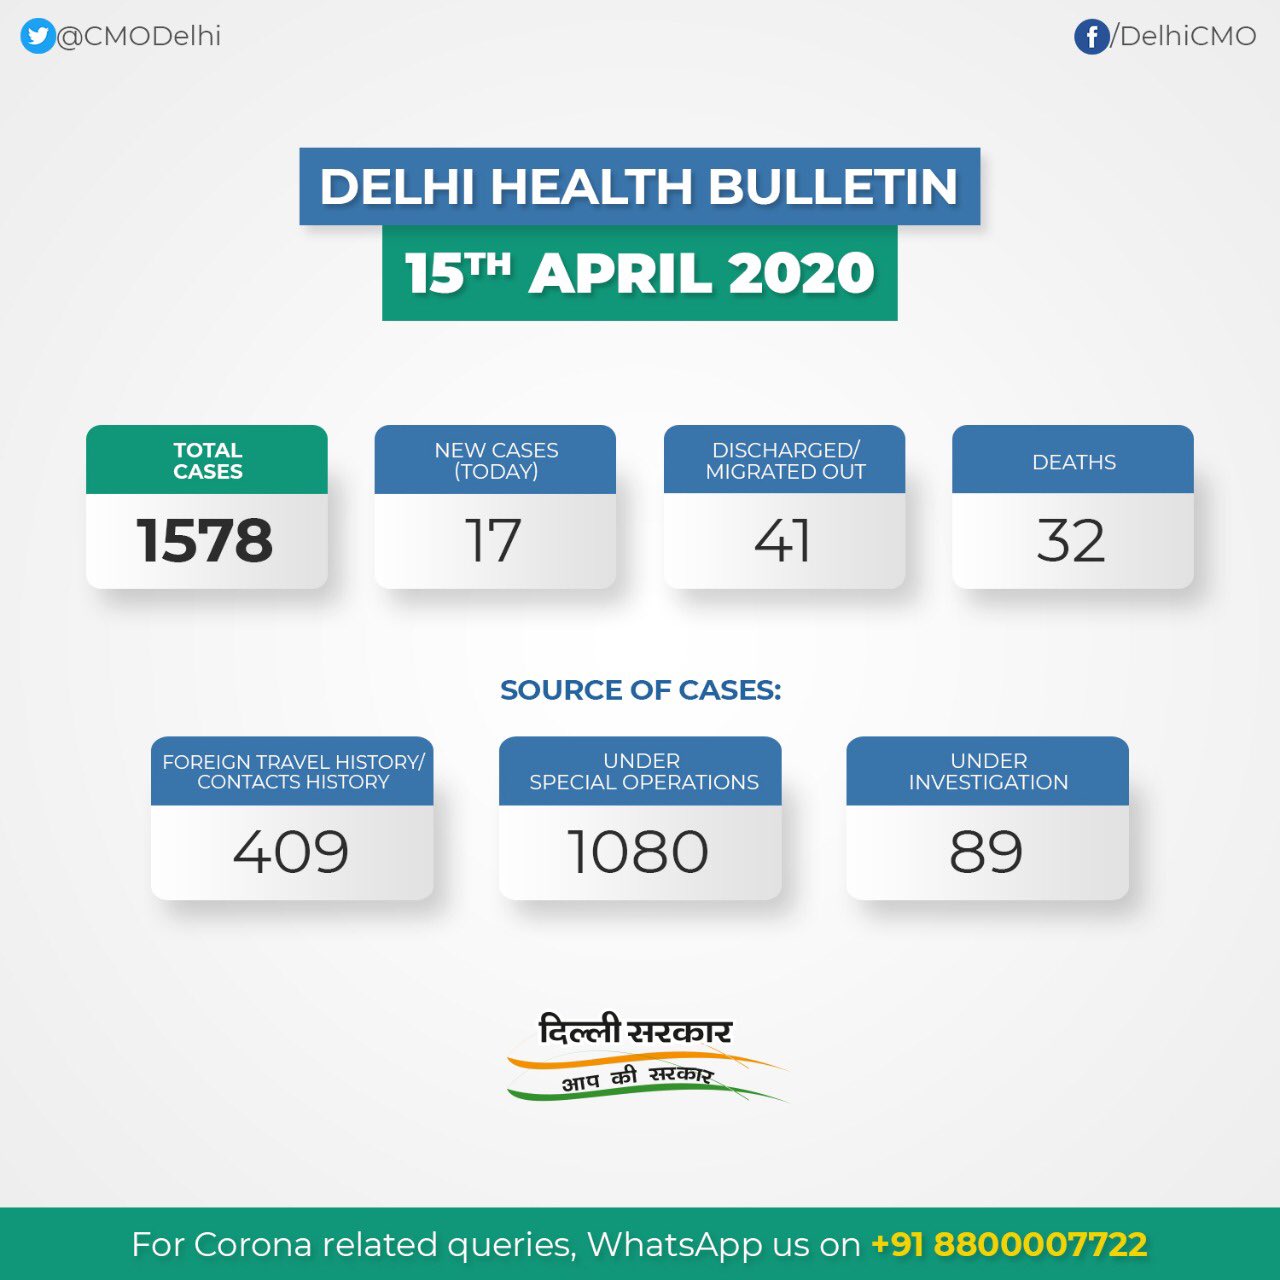 @CMODelhi
/DelhiCMO
DELHI HEALTH BULLETIN
15TH APRIL 2020
TOTAL
CASES
1578
NEW CASES
(TODAY)
17
DISCHARGED/
MIGRATED OUT
41
DEATHS
32
SOURCE OF CASES:
FOREIGN TRAVEL HISTORY/
CONTACTS HISTORY
409
UNDER
SPECIAL OPERATIONS
1080
UNDER
INVESTIGATION
89
दिल्ली सरकार
आप की सरकार
For Corona related queries, WhatsApp us on +91 8800007722